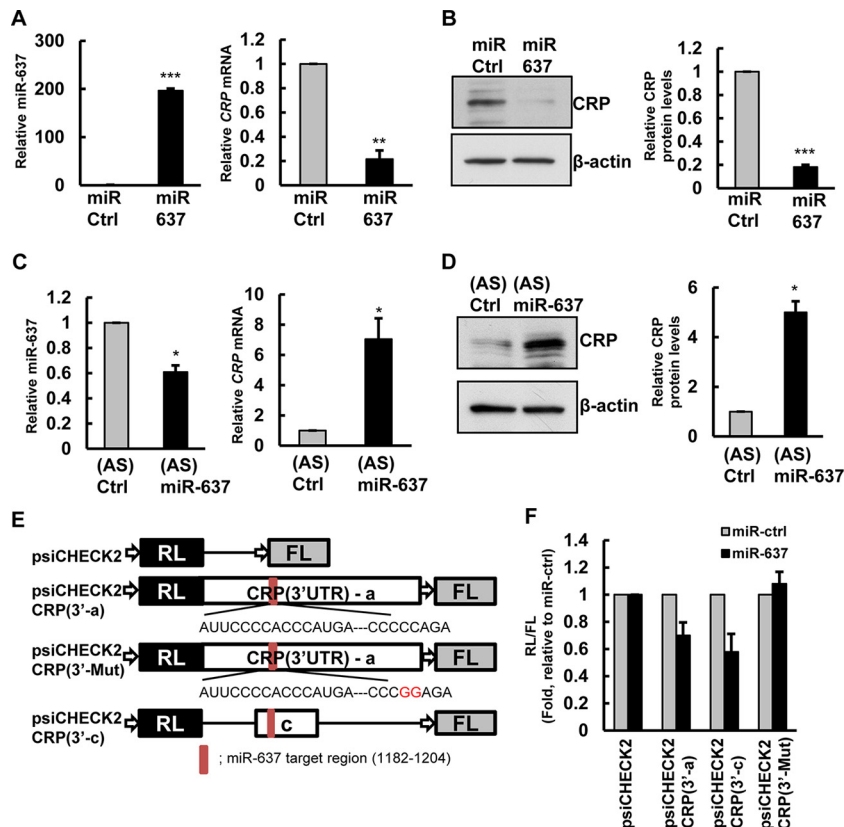 A
Relative miR-637
300
200
100
0
***
miR
Ctrl
miR
637
Relative CRP mRNA
1.2
1
0.8
0.6
0.4
0.2
0
**
miR
Ctrl
miR
637
B
miR
Ctrl
miR
637
CRP
β-actin
Relative CRP
protein levels
1.2
1
0.8
0.6
0.4
0.2
0
***
miR
Ctrl
miR
637
C
Relative miR-637
1.2
1
0.8
0.6
0.4
0.2
0
*
(AS)
Ctrl
(AS)
miR-637
Relative CRP mRNA
10
8
6
4
2
0
*
(AS)
Ctrl
(AS)
miR-637
D
(AS)
Ctrl
(AS)
miR-637
CRP
β-actin
Relative CRP
protein levels
6
4
2
0
*
(AS)
Ctrl
(AS)
miR-637
E
psiCHECK2
RL
FL
psiCHECK2
CRP(3'-a)
RL
CRP(3'UTR) - a
FL
AUUCCCCACCCAUGA---CCCCCAGA
psiCHECK2
CRP(3'-Mut)
RL
CRP(3'UTR) - a
FL
AUUCCCCACCCAUGA---CCCGGAGA
psiCHECK2
CRP(3'-c)
RL
c
FL
; miR-637 target region (1182-1204)
F
miR-ctrl
miR-637
RL/FL
(Fold, relative to miR-ctrl)
1.4
1.2
1
0.8
0.6
0.4
0.2
0
psiCHECK2
psiCHECK2
CRP(3'-a)
psiCHECK2
CRP(3'-c)
psiCHECK2
CRP(3'-Mut)